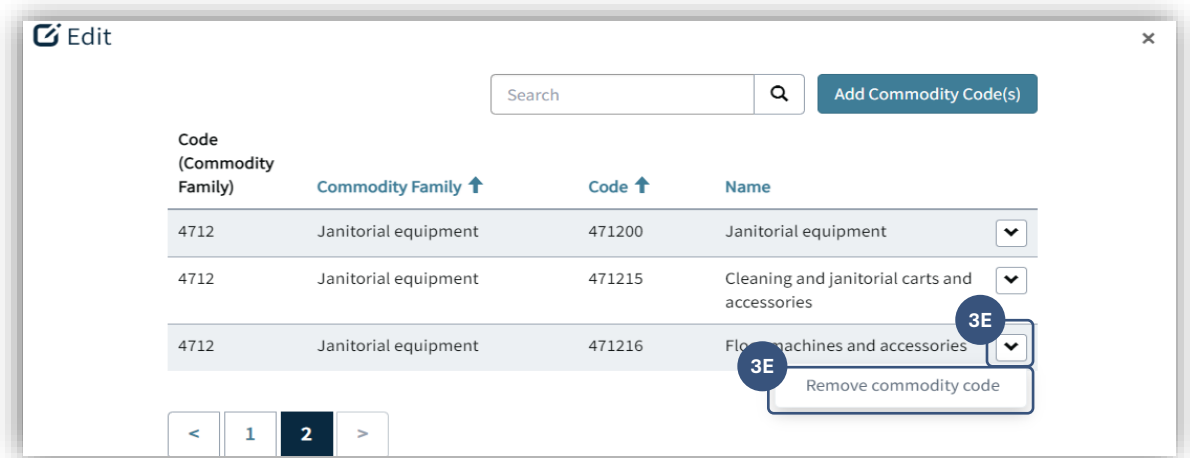 Edit
×
Search
Add Commodity Code(s)
Code
(Commodity
Family)
Commodity Family
Code
Name
4712 Janitorial equipment 471200 Janitorial equipment
4712 Janitorial equipment 471215 Cleaning and janitorial carts and
accessories
3E
4712 Janitorial equipment 471216 machines and accessories
3E
Remove commodity code
< 1 2 >